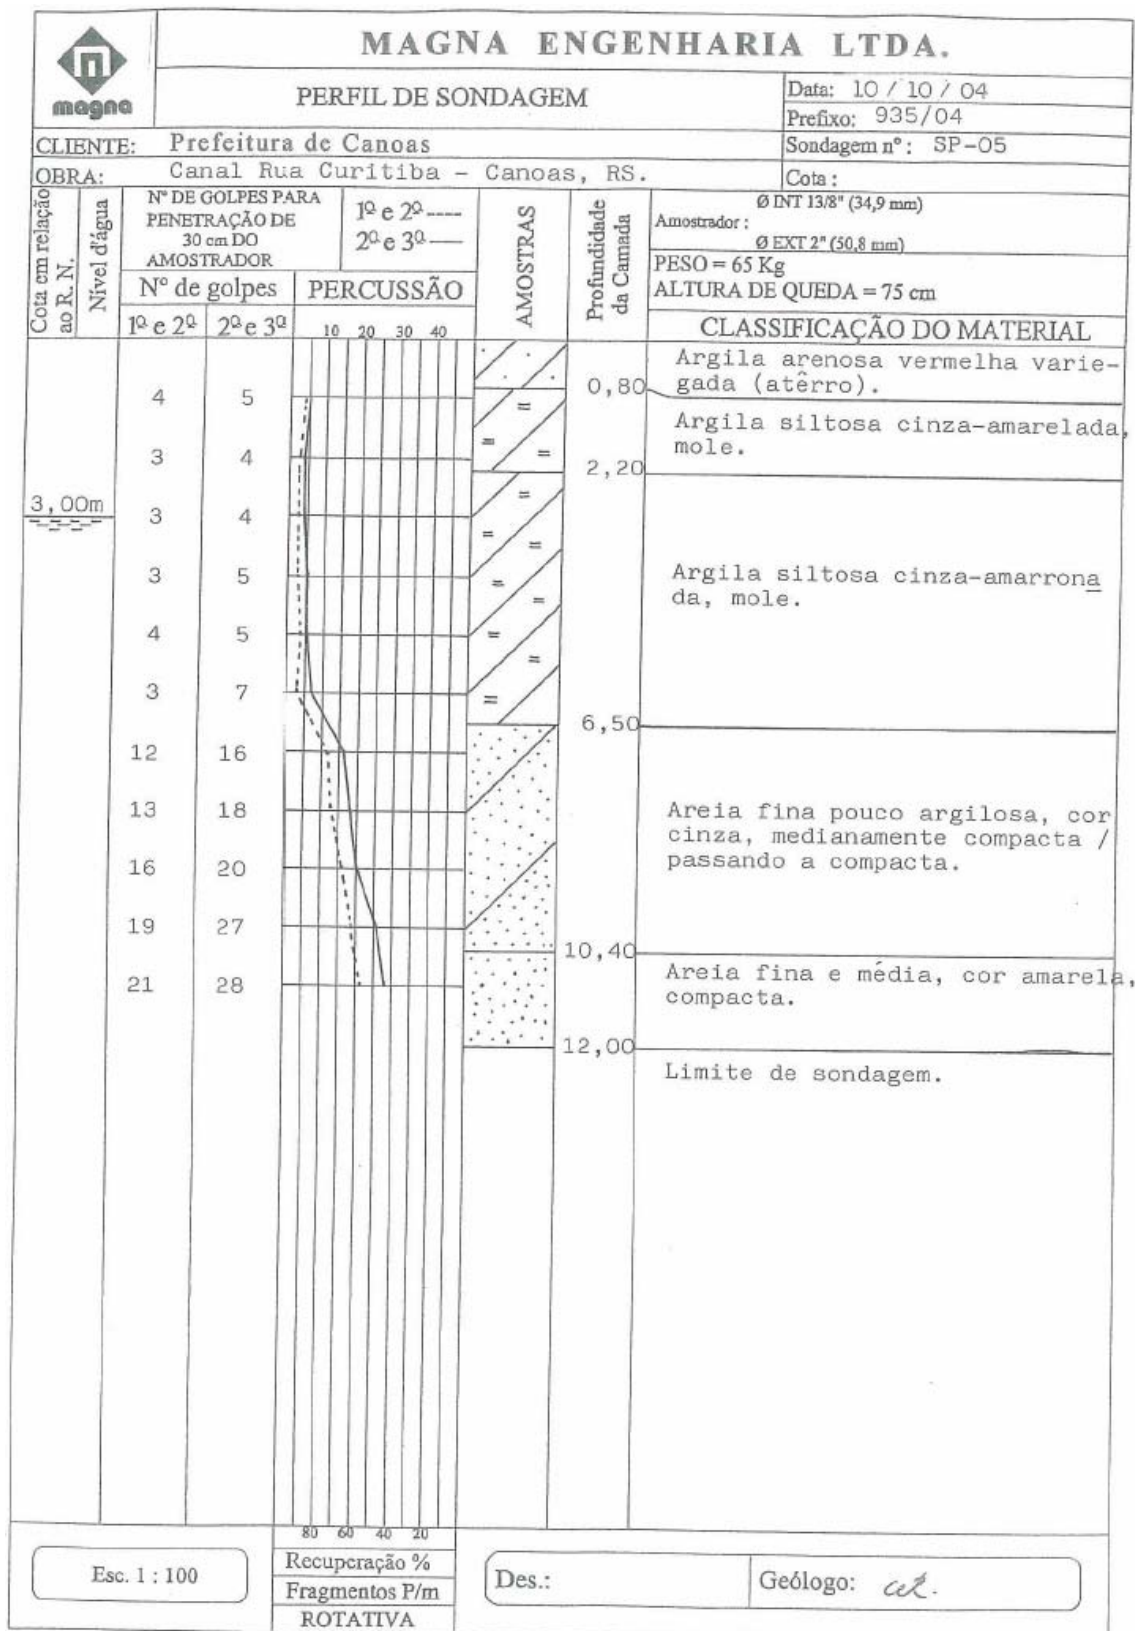 magna
MAGNA ENGENHARIA LTDA.
PERFIL DE SONDAGEM
Data: 10 / 10 / 04
Prefixo: 935/04
CLIENTE: Prefeitura de Canoas
Sondagem nº: SP-05
OBRA: Canal Rua Curitiba - Canoas, RS.
Cota:
Cota em relação
ao R. N.
Nível d'água
Nº DE GOLPES PARA
PENETRAÇÃO DE
30 cm DO
AMOSTRADOR
1º e 2º ----
2º e 3º —
Nº de golpes
PERCUSSÃO
1º e 2º
2º e 3º
10 20 30 40
AMOSTRAS
Profundidade
da Camada
Ø INT 13/8" (34,9 mm)
Amostrador :
Ø EXT 2" (50,8 mm)
PESO = 65 Kg
ALTURA DE QUEDA = 75 cm
CLASSIFICAÇÃO DO MATERIAL
Argila arenosa vermelha varie-
0,80 gada (atêrro).
4 5
Argila siltosa cinza-amarelada,
mole.
3 4
2,20
3,00m
3 4
3 5
Argila siltosa cinza-amarrona
da, mole.
4 5
3 7
6,50
12 16
13 18
Areia fina pouco argilosa, cor
cinza, medianamente compacta /
passando a compacta.
16 20
19 27
10,40
Areia fina e média, cor amarela,
compacta.
21 28
12,00
Limite de sondagem.
80 60 40 20
Esc. 1 : 100
Recuperação %
Fragmentos P/m
ROTATIVA
Des.:
Geólogo: